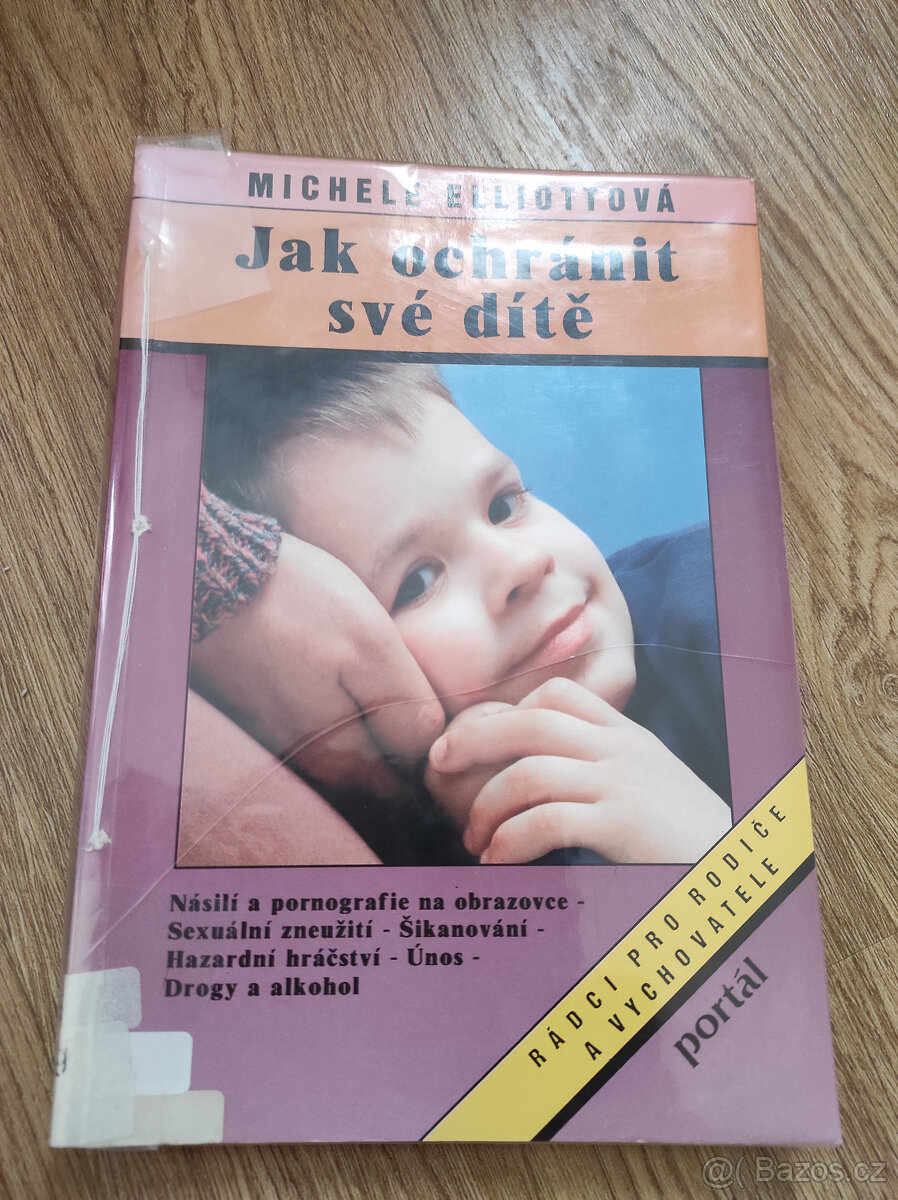 MICHELE ELLIOTTOVÁ
Jak ochránit
své dítě
Násilí a pornografie na obrazovce -
Sexuální zneužití - Šikanování -
Hazardní hráčství - Únos -
Drogy a alkohol
RÁDCI PRO RODIČE
A VYCHOVATELE
portál
@( Bazos.cz